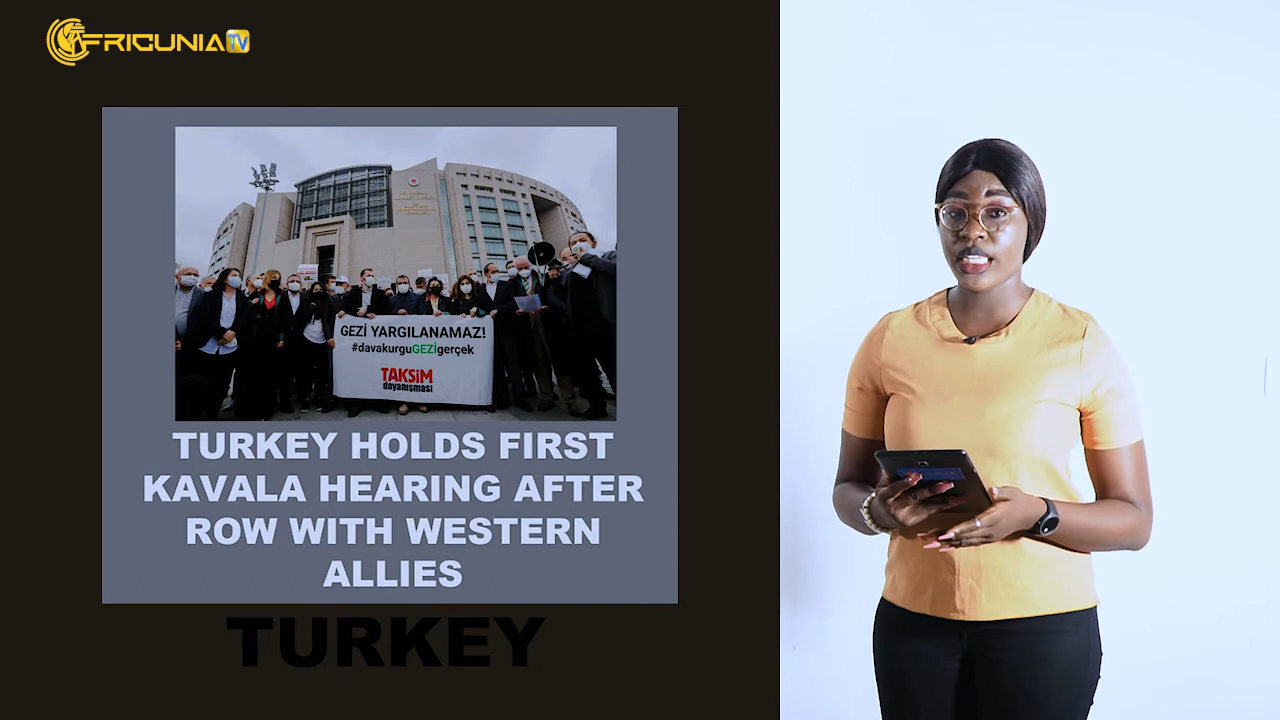 AFRICUNIA TV
GEZİ YARGILANAMAZ!
#davakurguGEZİgerçek
TAKSİM
dayanışması
TURKEY HOLDS FIRST
KAVALA HEARING AFTER
ROW WITH WESTERN
ALLIES
TURKEY